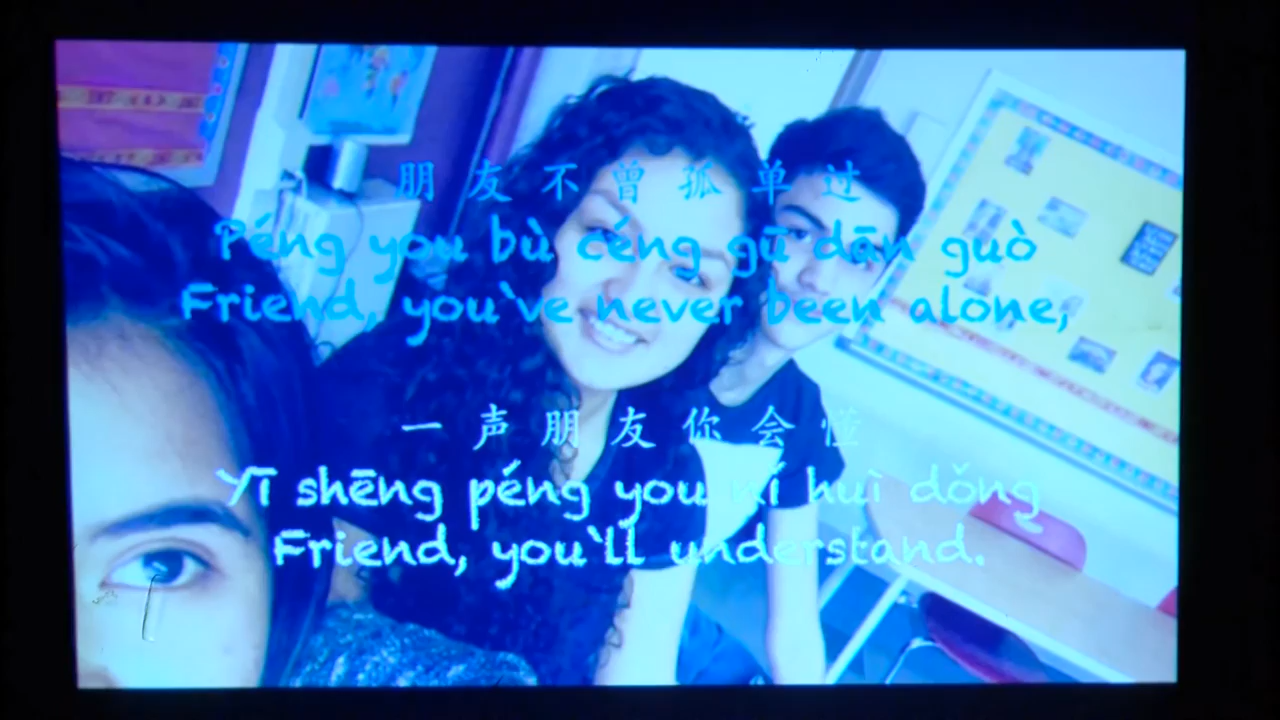 朋友不曾孤单过
Péng you bù céng gū dān guò
Friend, you've never been alone,
一声朋友你会懂
Yī shēng péng you ní huì dǒng
Friend, you'll understand.